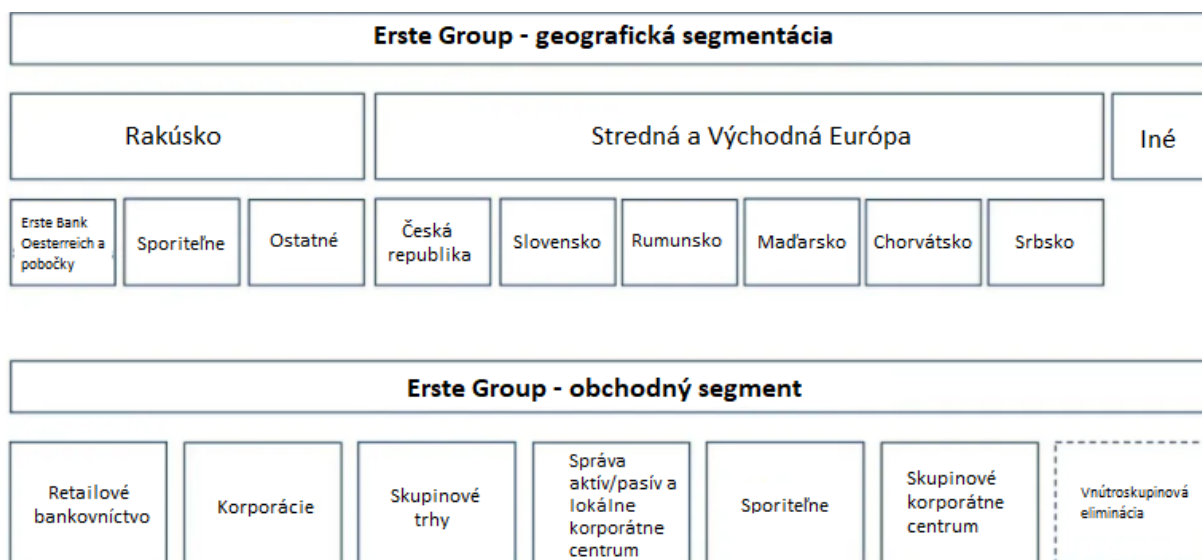 Erste Group - geografická segmentácia
Rakúsko
Stredná a Východná Európa
Iné
Erste Bank
Oesterreich a
pobočky
Sporiteľne
Ostatné
Česká
republika
Slovensko
Rumunsko
Maďarsko
Chorvátsko
Srbsko
Erste Group - obchodný segment
Retailové
bankovníctvo
Korporácie
Skupinové
trhy
Správa
aktív/pasív a
lokálne
korporátne
centrum
Sporiteľne
Skupinové
korporátne
centrum
Vnútroskupinová
eliminácia